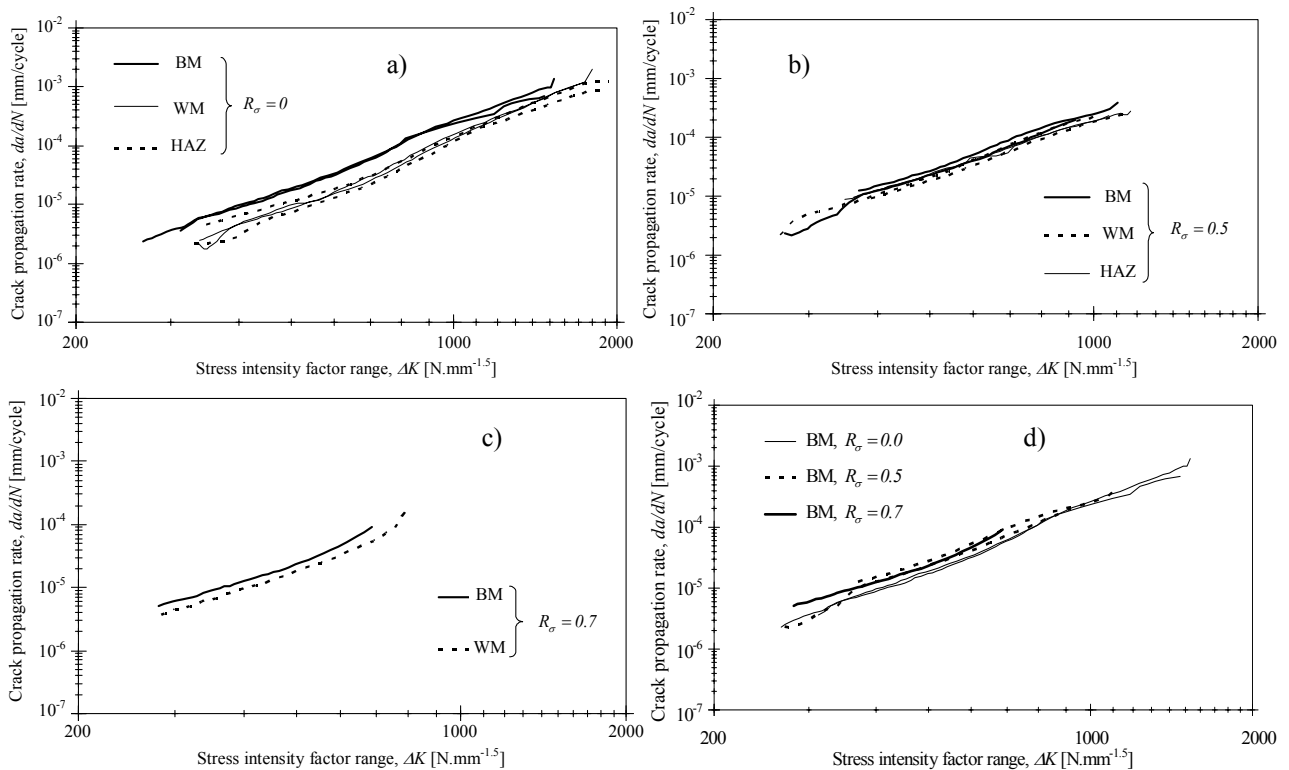 Crack propagation rate, da/dN [mm/cycle]
10⁻²
10⁻³
10⁻⁴
10⁻⁵
10⁻⁶
10⁻⁷
BM
WM
HAZ
Rσ=0
a)
200
1000
2000
Stress intensity factor range, ΔK [N.mm⁻¹·⁵]
Crack propagation rate, da/dN [mm/cycle]
10⁻²
10⁻³
10⁻⁴
10⁻⁵
10⁻⁶
10⁻⁷
b)
BM
WM
HAZ
Rσ=0.5
200
1000
2000
Stress intensity factor range, ΔK [N.mm⁻¹·⁵]
Crack propagation rate, da/dN [mm/cycle]
10⁻²
10⁻³
10⁻⁴
10⁻⁵
10⁻⁶
10⁻⁷
c)
BM
WM
Rσ=0.7
200
1000
2000
Stress intensity factor range, ΔK [N.mm⁻¹·⁵]
Crack propagation rate, da/dN [mm/cycle]
10⁻²
10⁻³
10⁻⁴
10⁻⁵
10⁻⁶
10⁻⁷
BM, Rσ=0.0
BM, Rσ=0.5
BM, Rσ=0.7
d)
200
1000
2000
Stress intensity factor range, ΔK [N.mm⁻¹·⁵]